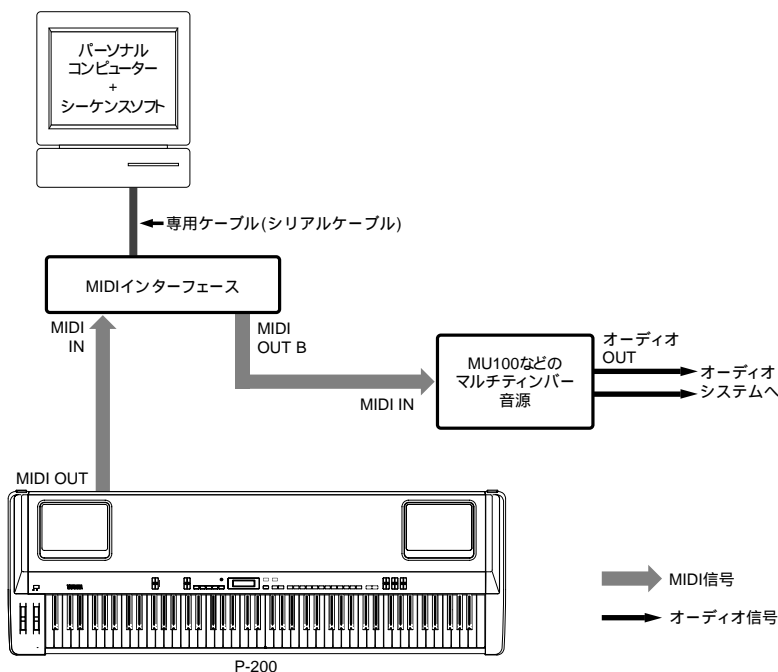 パーソナル
コンピューター
+
シーケンスソフト
専用ケーブル(シリアルケーブル)
MIDIインターフェース
MIDI
IN
MIDI
OUT B
MIDI IN
MU100などの
マルチティンバー
音源
オーディオ
OUT
オーディオ
システムへ
MIDI OUT
YAMAHA
P-200
MIDI信号
オーディオ信号